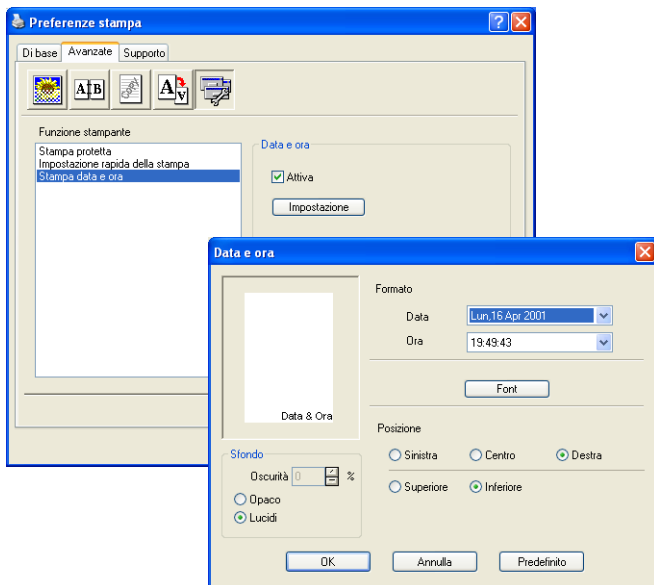 Preferenze stampa
Di base Avanzate Supporto
Funzione stampante
Stampa protetta
Impostazione rapida della stampa
Stampa data e ora
Data e ora
Attiva
Impostazione
Data e ora
Data & Ora
Formato
Data Lun,16 Apr 2001
Ora 19:49:43
Font
Posizione
Sinistra Centro Destra
Superiore Inferiore
Sfondo
Oscurità 0 %
Opaco
Lucidi
OK Annulla Predefinito